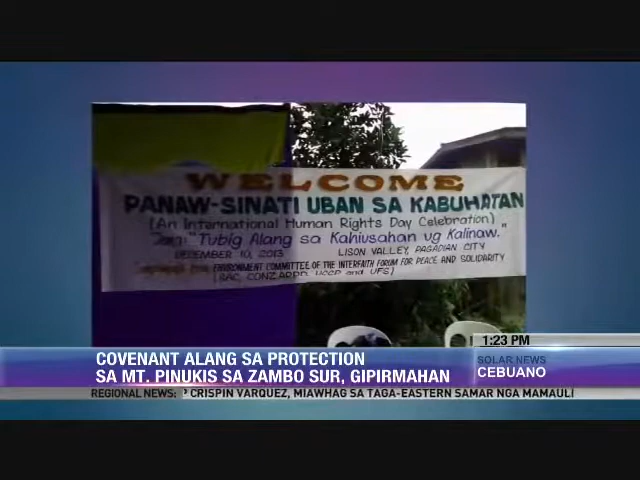 WELCOME
PANAW-SINATI UBAN SA KABUHATAN
(An International Human Rights Day Celebration)
"Tubig Alang sa Kahiusahan ug Kalinaw."
DECEMBER 10, 2013 LISON VALLEY, PAGADIAN CITY
ENVIRONMENT COMMITTEE OF THE INTERFAITH FORUM FOR PEACE AND SOLIDARITY
UCCP and UFS)
1:23 PM
COVENANT ALANG SA PROTECTION
SA MT. PINUKIS SA ZAMBO SUR, GIPIRMAHAN
SOLAR NEWS
CEBUANO
REGIONAL NEWS: CRISPIN VARQUEZ, MIAWHAG SA TAGA-EASTERN SAMAR NGA MAMAULI